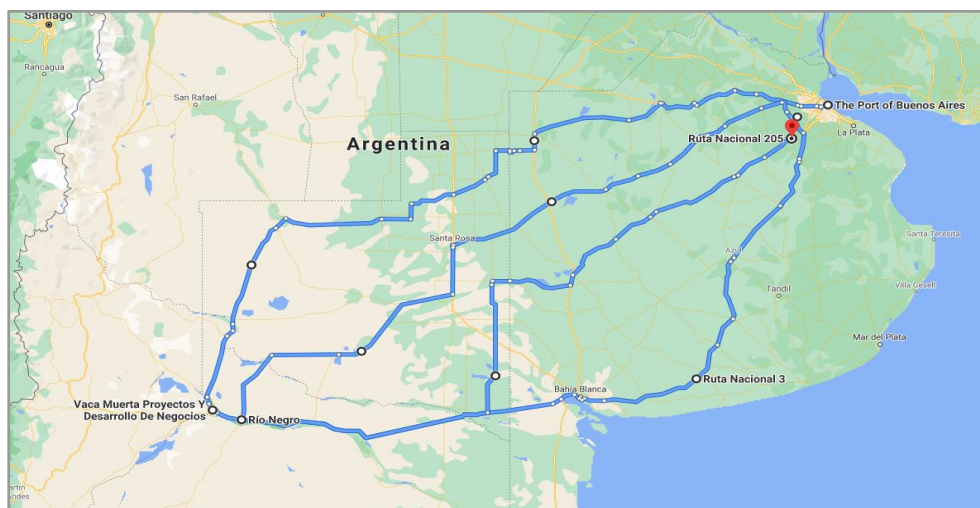 Santiago
Rancagua
San Rafael
The Port of Buenos Aires
La Plata
Ruta Nacional 205
Argentina
Santa Rosa
Santa Teresita
Azul
Villa Gesell
Tandil
Mar del Plata
Ruta Nacional 3
Bahía Blanca
Vaca Muerta Proyectos Y
Desarrollo De Negocios
Río Negro